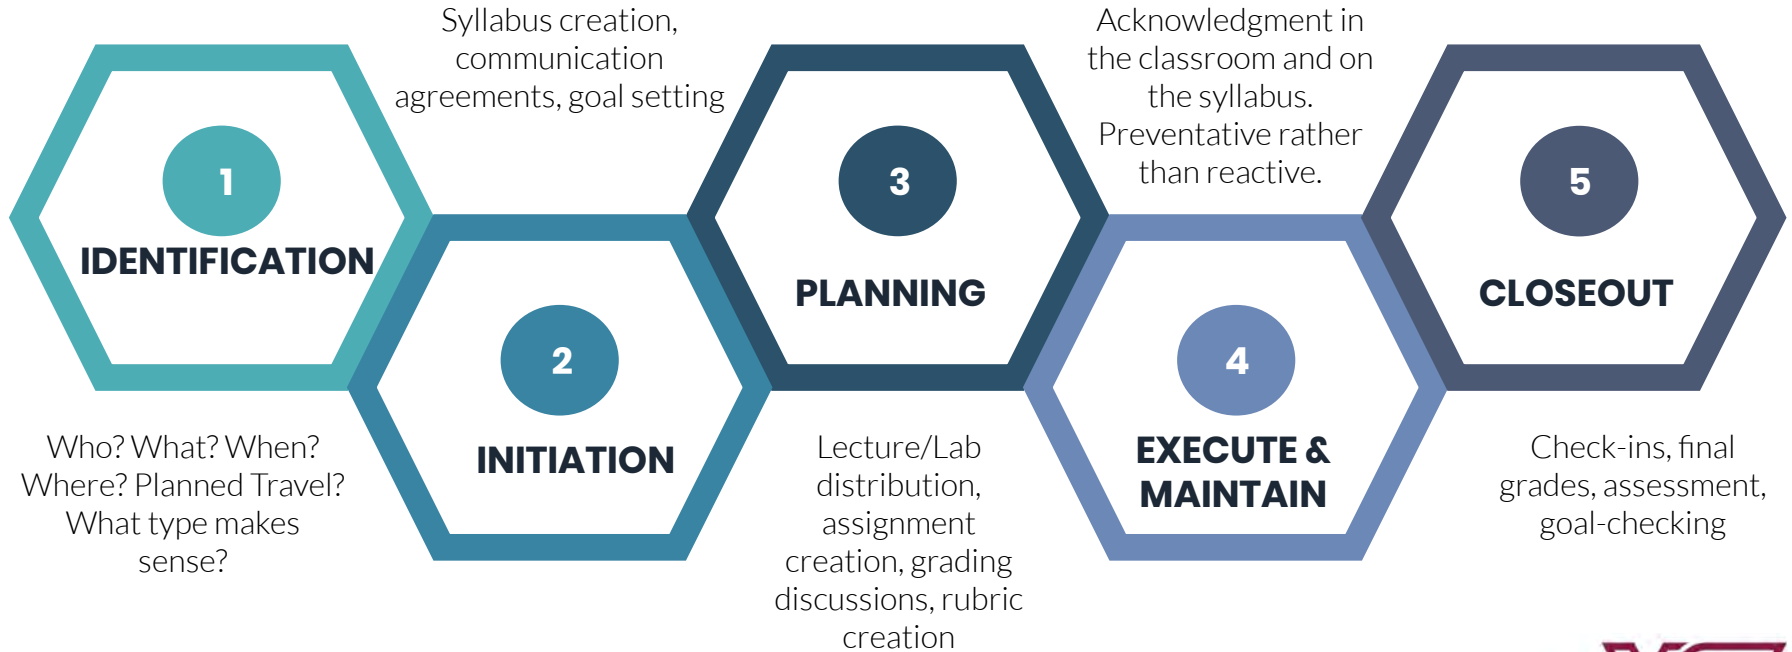 1
IDENTIFICATION
Who? What? When?
Where? Planned Travel?
What type makes
sense?
Syllabus creation,
communication
agreements, goal setting
2
INITIATION
3
PLANNING
Lecture/Lab
distribution,
assignment
creation, grading
discussions, rubric
creation
Acknowledgment in
the classroom and on
the syllabus.
Preventative rather
than reactive.
4
EXECUTE &
MAINTAIN
5
CLOSEOUT
Check-ins, final
grades, assessment,
goal-checking